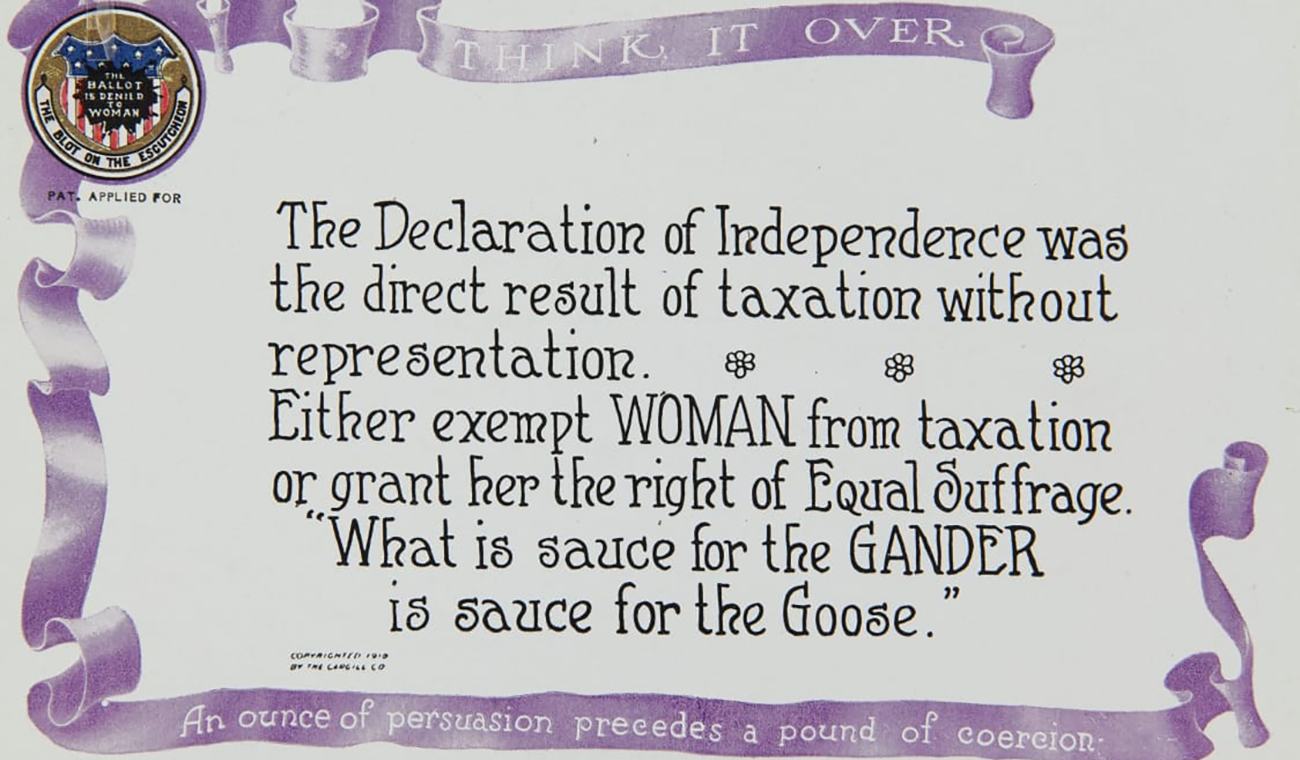 THINK IT OVER
THE
BALLOT
IS DENIED
TO
WOMAN
THE BLOT ON THE ESCUTCHEON
PAT. APPLIED FOR
The Declaration of Independence was
the direct result of taxation without
representation.
Either exempt WOMAN from taxation
or grant her the right of Equal Suffrage.
"What is sauce for the GANDER
is sauce for the Goose."
COPYRIGHTED 1910
BY THE CARGILL CO
An ounce of persuasion precedes a pound of coercion.